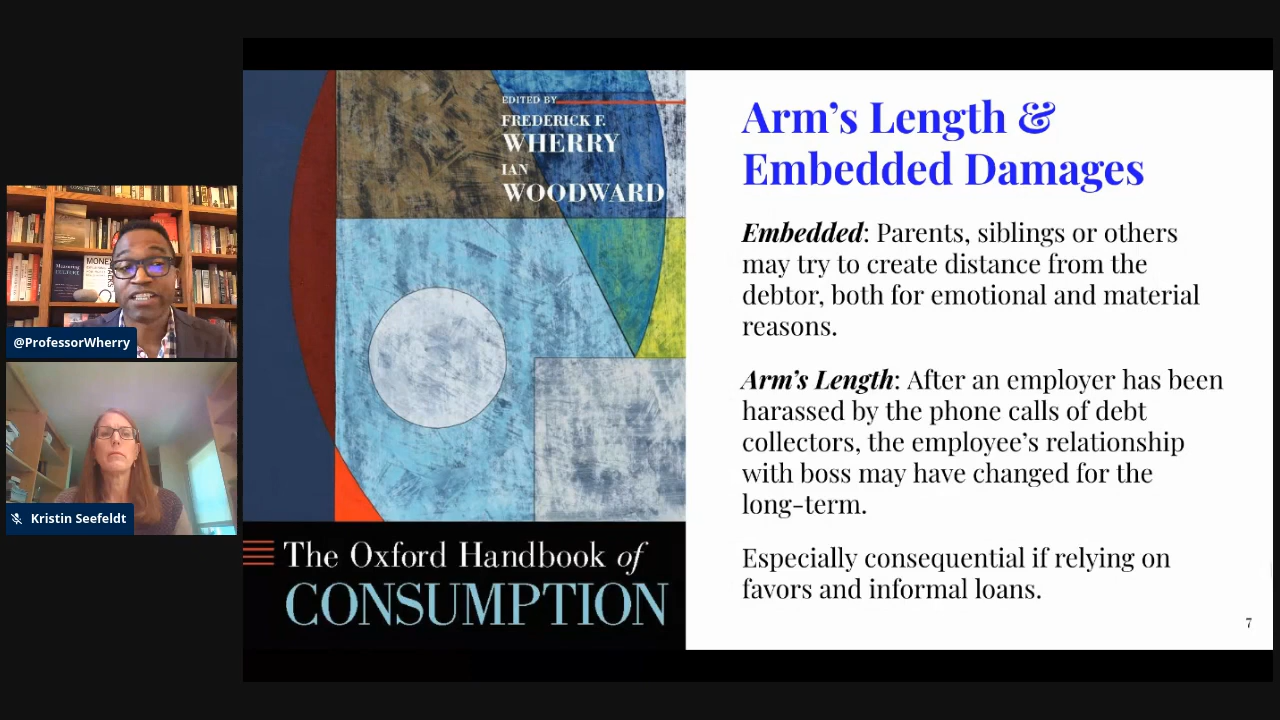 @ProfessorWherry
Kristin Seefeldt
EDITED BY
FREDERICK F.
WHERRY
IAN
WOODWARD
The Oxford Handbook of
CONSUMPTION
Arm’s Length &
Embedded Damages
Embedded: Parents, siblings or others
may try to create distance from the
debtor, both for emotional and material
reasons.
Arm’s Length: After an employer has been
harassed by the phone calls of debt
collectors, the employee’s relationship
with boss may have changed for the
long-term.
Especially consequential if relying on
favors and informal loans.
7